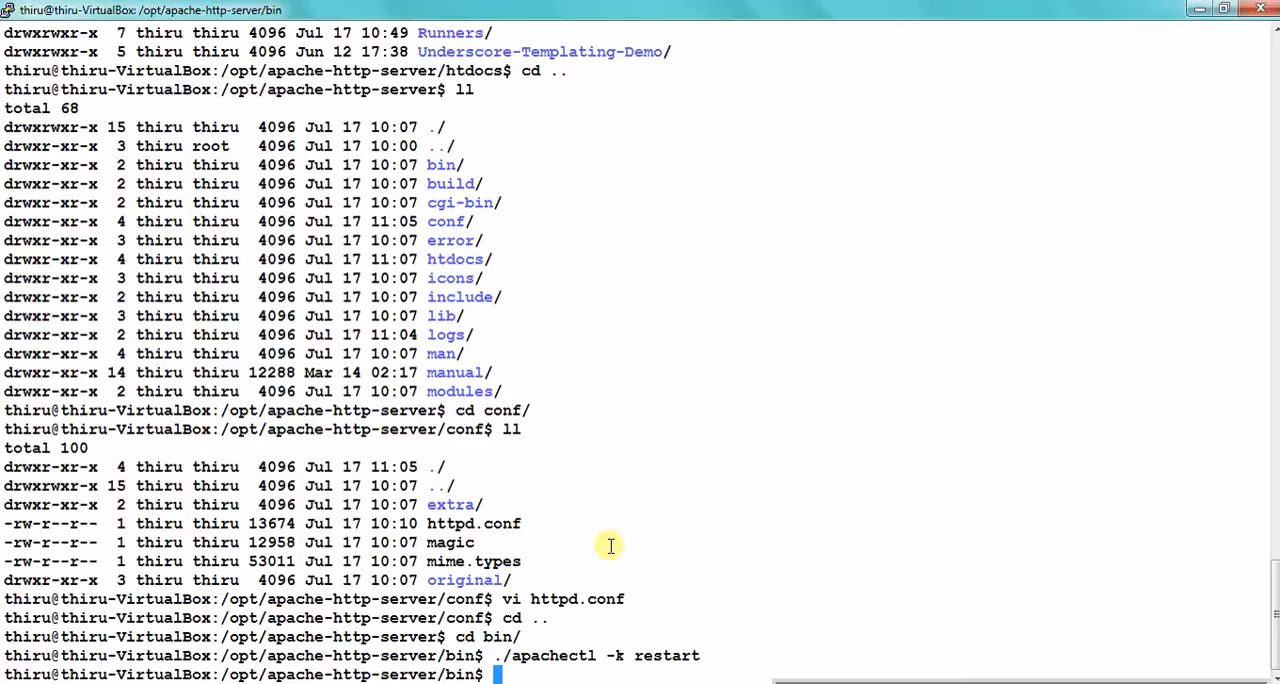 thiru@thiru-VirtualBox: /opt/apache-http-server/bin
drwxrwxr-x  7 thiru thiru 4096 Jul 17 10:49 Runners/
drwxrwxr-x  5 thiru thiru 4096 Jun 12 17:38 Underscore-Templating-Demo/
thiru@thiru-VirtualBox:/opt/apache-http-server/htdocs$ cd ..
thiru@thiru-VirtualBox:/opt/apache-http-server$ ll
total 68
drwxrwxr-x 15 thiru thiru  4096 Jul 17 10:07 ./
drwxr-xr-x  3 thiru root   4096 Jul 17 10:00 ../
drwxr-xr-x  2 thiru thiru  4096 Jul 17 10:07 bin/
drwxr-xr-x  2 thiru thiru  4096 Jul 17 10:07 build/
drwxr-xr-x  2 thiru thiru  4096 Jul 17 10:07 cgi-bin/
drwxr-xr-x  4 thiru thiru  4096 Jul 17 11:05 conf/
drwxr-xr-x  3 thiru thiru  4096 Jul 17 10:07 error/
drwxr-xr-x  4 thiru thiru  4096 Jul 17 11:07 htdocs/
drwxr-xr-x  3 thiru thiru  4096 Jul 17 10:07 icons/
drwxr-xr-x  2 thiru thiru  4096 Jul 17 10:07 include/
drwxr-xr-x  3 thiru thiru  4096 Jul 17 10:07 lib/
drwxr-xr-x  2 thiru thiru  4096 Jul 17 11:04 logs/
drwxr-xr-x  4 thiru thiru  4096 Jul 17 10:07 man/
drwxr-xr-x 14 thiru thiru 12288 Mar 14 02:17 manual/
drwxr-xr-x  2 thiru thiru  4096 Jul 17 10:07 modules/
thiru@thiru-VirtualBox:/opt/apache-http-server$ cd conf/
thiru@thiru-VirtualBox:/opt/apache-http-server/conf$ ll
total 100
drwxr-xr-x  4 thiru thiru  4096 Jul 17 11:05 ./
drwxrwxr-x 15 thiru thiru  4096 Jul 17 10:07 ../
drwxr-xr-x  2 thiru thiru  4096 Jul 17 10:07 extra/
-rw-r--r--  1 thiru thiru 13674 Jul 17 10:10 httpd.conf
-rw-r--r--  1 thiru thiru 12958 Jul 17 10:07 magic
-rw-r--r--  1 thiru thiru 53011 Jul 17 10:07 mime.types
drwxr-xr-x  3 thiru thiru  4096 Jul 17 10:07 original/
thiru@thiru-VirtualBox:/opt/apache-http-server/conf$ vi httpd.conf
thiru@thiru-VirtualBox:/opt/apache-http-server/conf$ cd ..
thiru@thiru-VirtualBox:/opt/apache-http-server$ cd bin/
thiru@thiru-VirtualBox:/opt/apache-http-server/bin$ ./apachectl -k restart
thiru@thiru-VirtualBox:/opt/apache-http-server/bin$